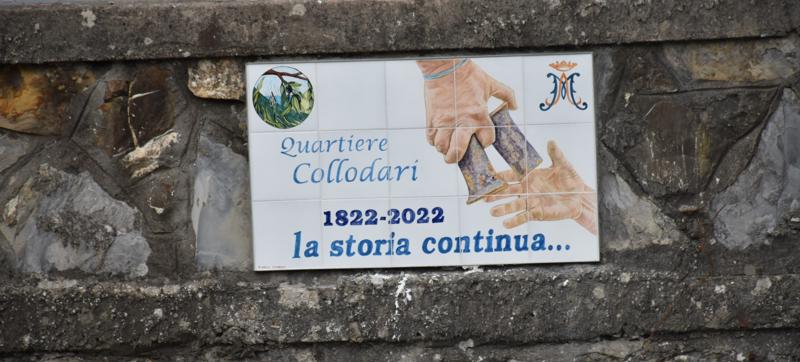 Quartiere
Collodari
1822-2022
la storia continua...